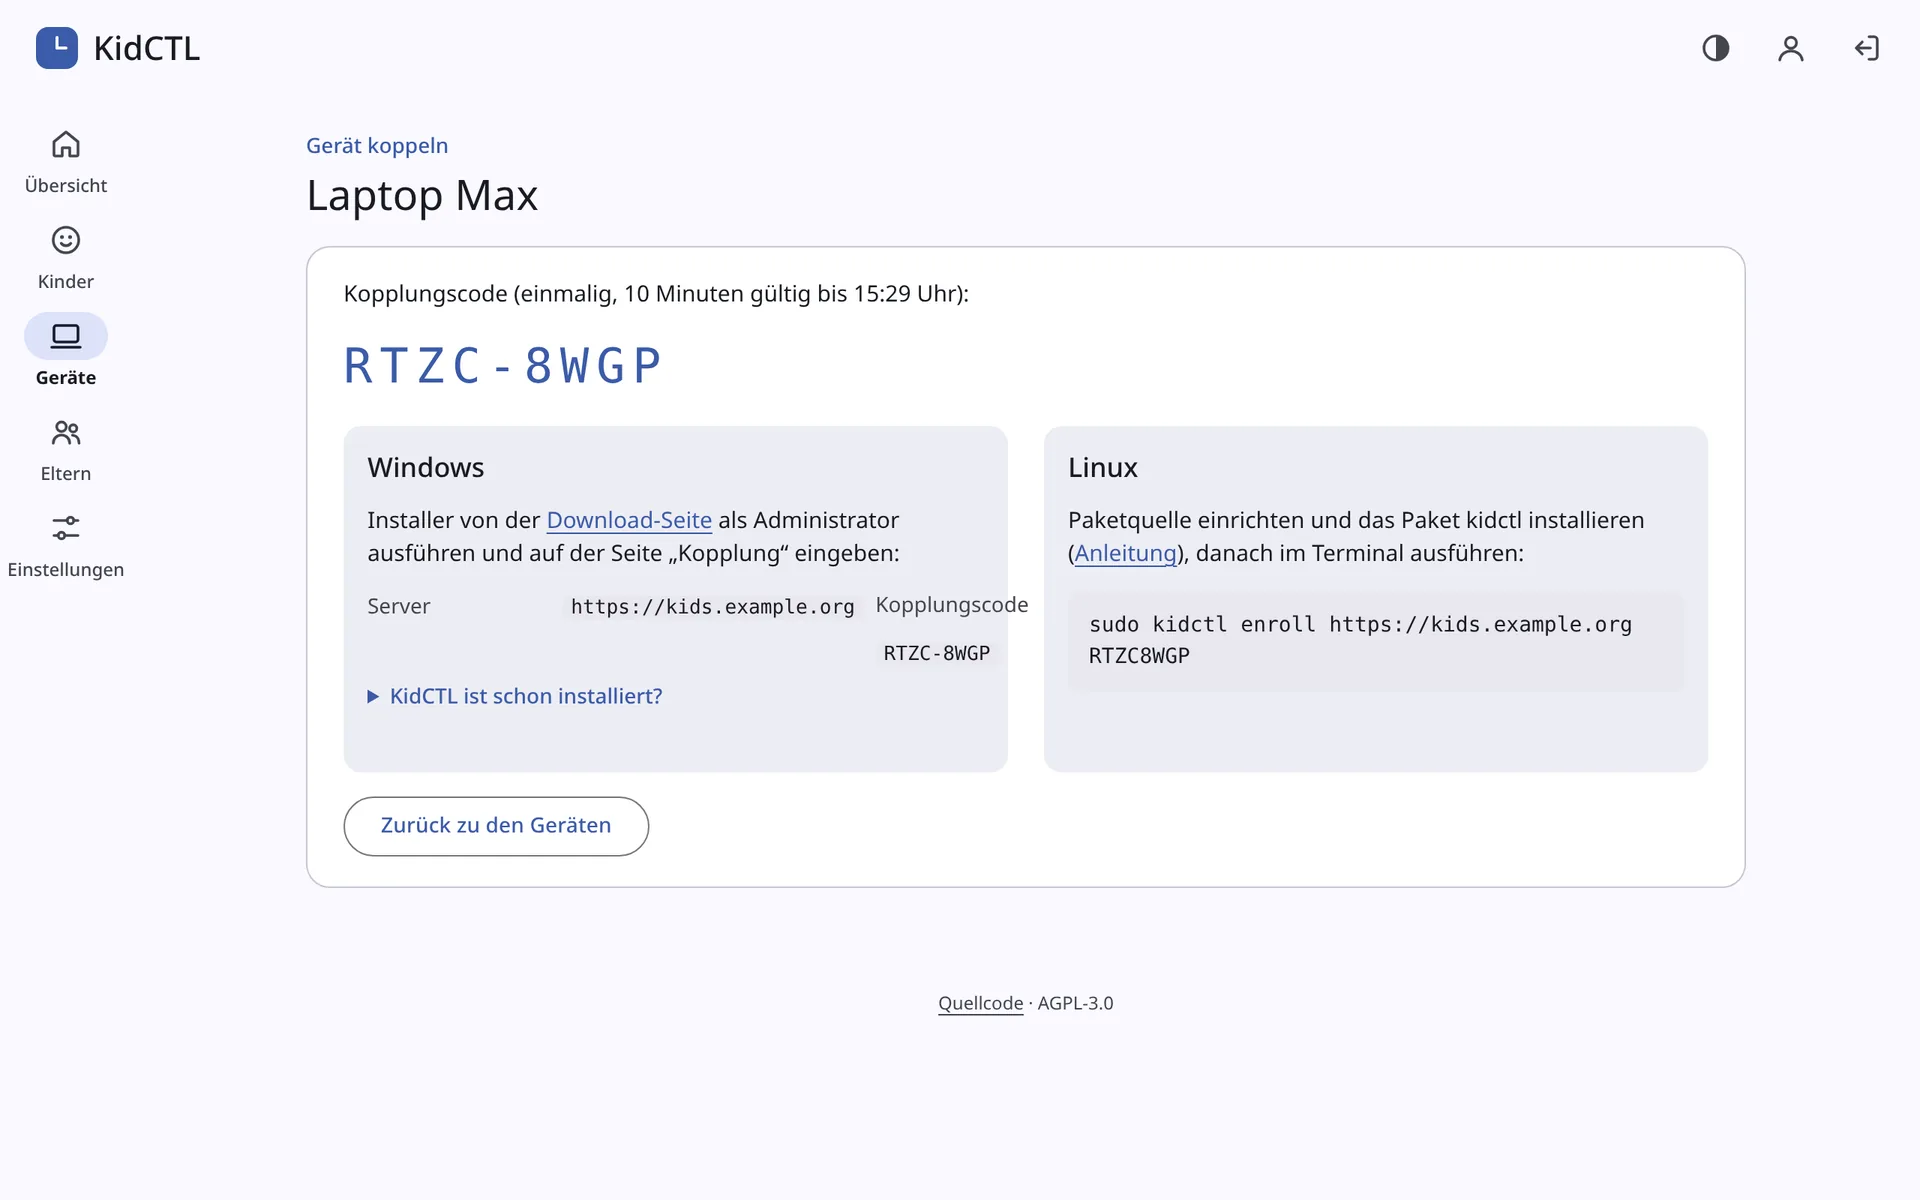 KidCTL
Übersicht
Kinder
Geräte
Eltern
Einstellungen
Gerät koppeln
Laptop Max
Kopplungscode (einmalig, 10 Minuten gültig bis 15:29 Uhr):
RTZC-8WGP
Windows
Installer von der Download-Seite als Administrator
ausführen und auf der Seite „Kopplung“ eingeben:
Server https://kids.example.org Kopplungscode
RTZC-8WGP
KidCTL ist schon installiert?
Linux
Paketquelle einrichten und das Paket kidctl installieren
(Anleitung), danach im Terminal ausführen:
sudo kidctl enroll https://kids.example.org
RTZC8WGP
Zurück zu den Geräten
Quellcode · AGPL-3.0